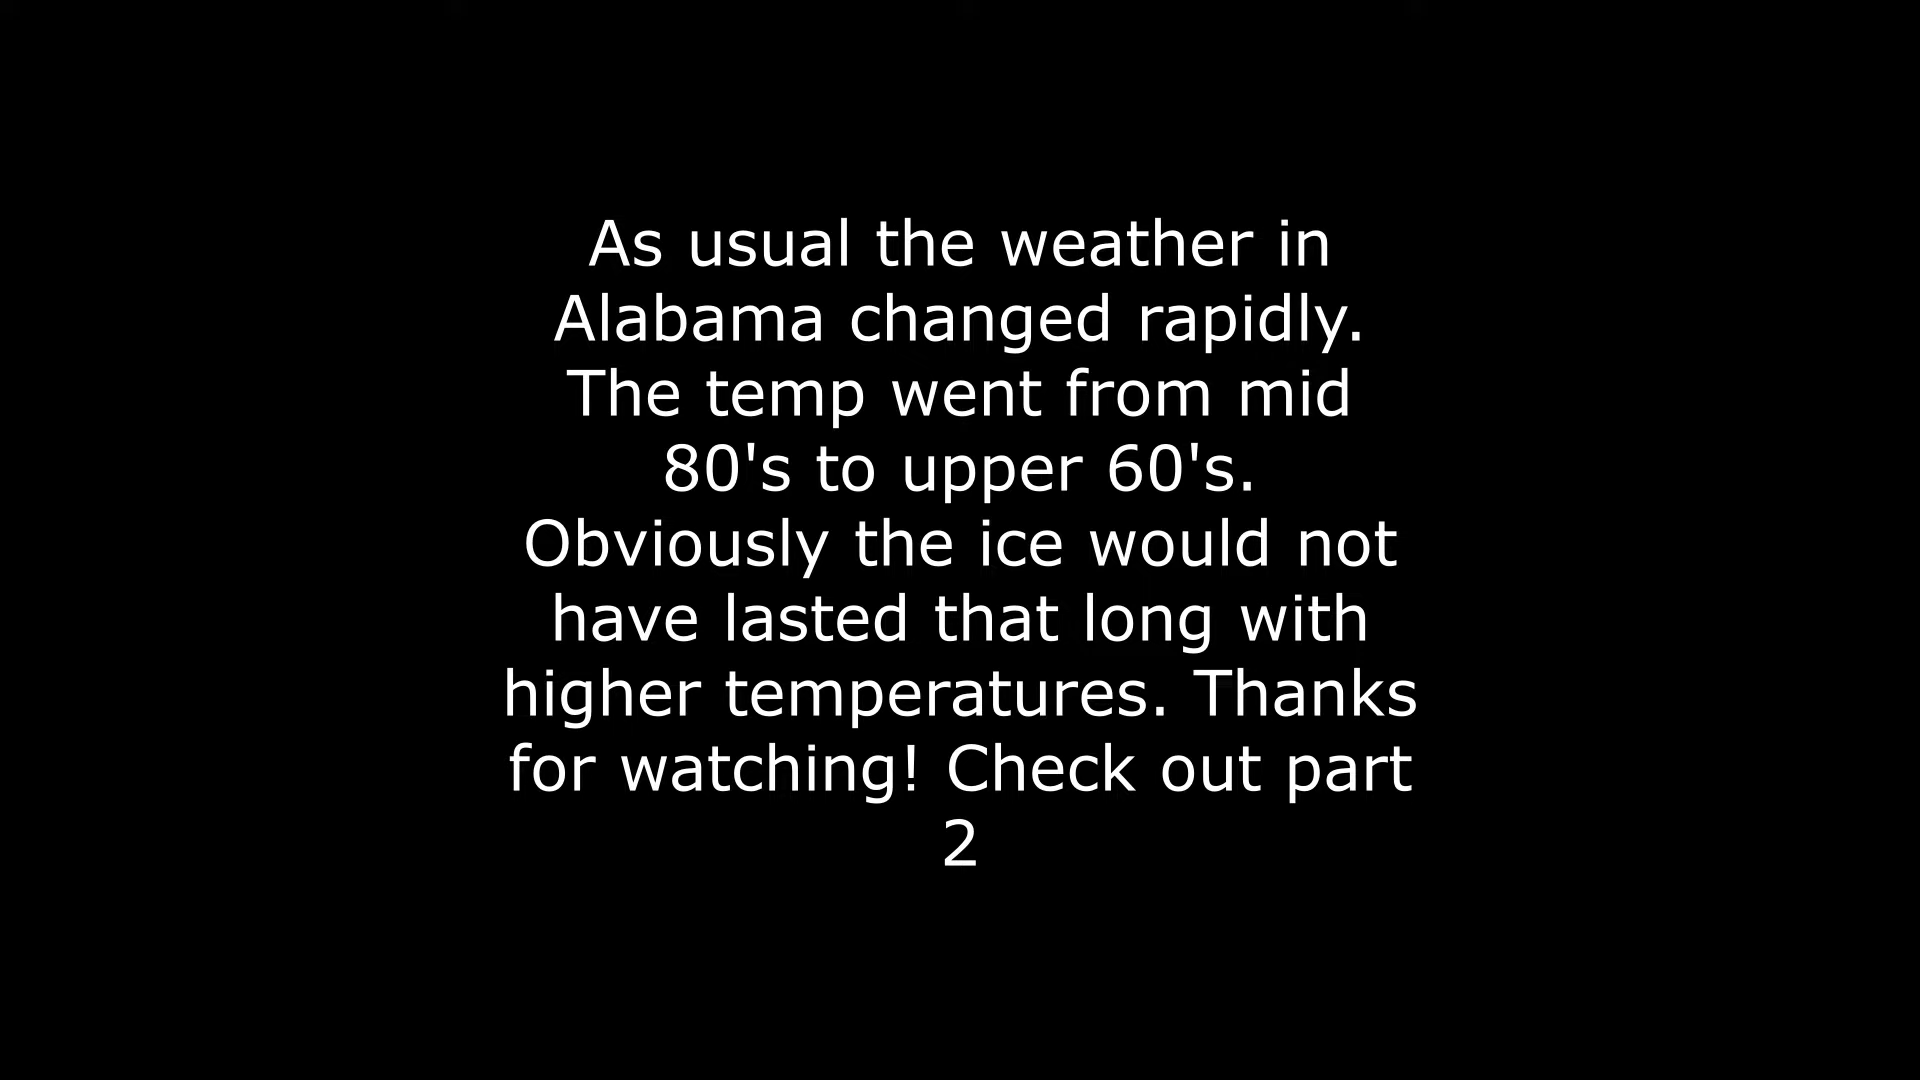 As usual the weather in
Alabama changed rapidly.
The temp went from mid
80's to upper 60's.
Obviously the ice would not
have lasted that long with
higher temperatures. Thanks
for watching! Check out part
2